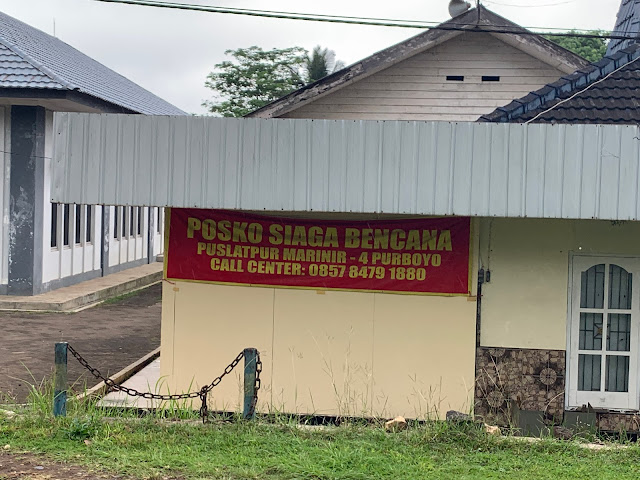 POSKO SIAGA BENCANA
PUSLATPUR MARINIR - 4 PURBOYO
CALL CENTER: 0857 8479 1880